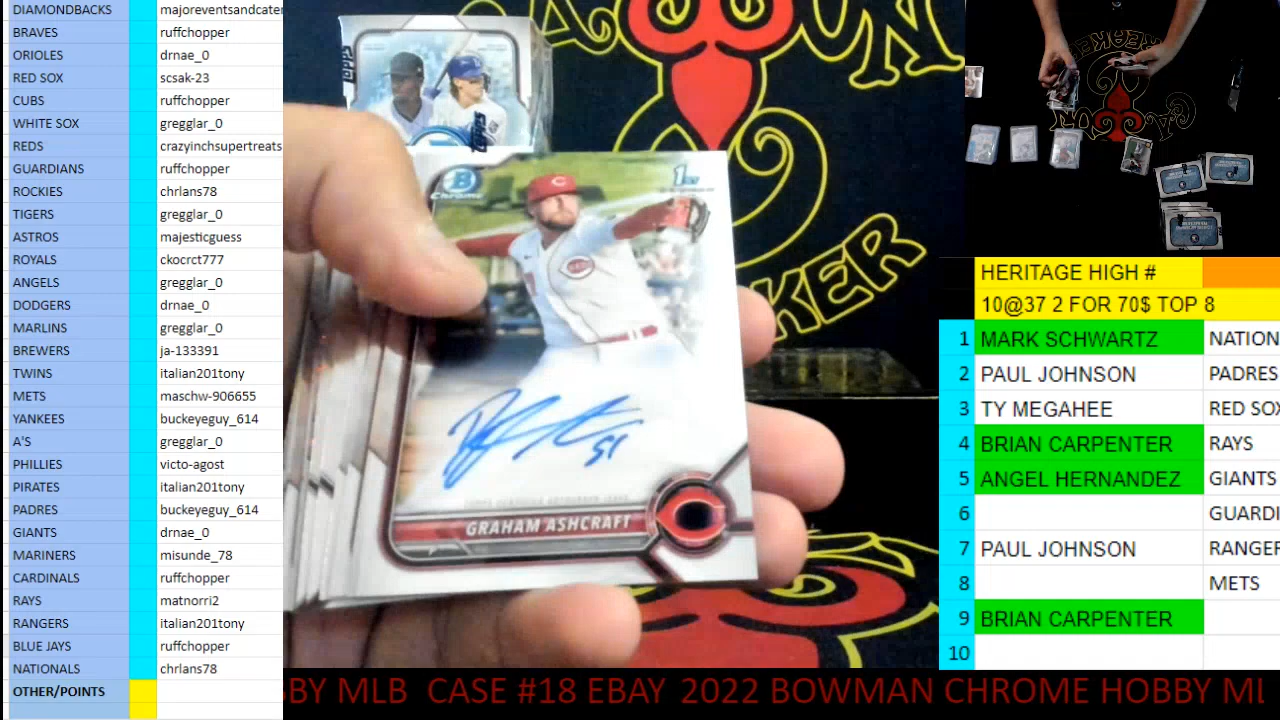 DIAMONDBACKS majoreventsandcater
BRAVES ruffchopper
ORIOLES drnae_0
RED SOX scsak-23
CUBS ruffchopper
WHITE SOX gregglar_0
REDS crazyinchsupertreats
GUARDIANS ruffchopper
ROCKIES chrlans78
TIGERS gregglar_0
ASTROS majesticguess
ROYALS ckocrct777
ANGELS gregglar_0
DODGERS drnae_0
MARLINS gregglar_0
BREWERS ja-133391
TWINS italian201tony
METS maschw-906655
YANKEES buckeyeguy_614
A'S gregglar_0
PHILLIES victo-agost
PIRATES italian201tony
PADRES buckeyeguy_614
GIANTS drnae_0
MARINERS misunde_78
CARDINALS ruffchopper
RAYS matnorri2
RANGERS italian201tony
BLUE JAYS ruffchopper
NATIONALS chrlans78
OTHER/POINTS
TOPPS
B
Chrome
1st
REDS
51
GRAHAM ASHCRAFT
KER
HERITAGE HIGH #
10@37 2 FOR 70$ TOP 8
1 MARK SCHWARTZ NATION
2 PAUL JOHNSON PADRES
3 TY MEGAHEE RED SOX
4 BRIAN CARPENTER RAYS
5 ANGEL HERNANDEZ GIANTS
6 GUARDI
7 PAUL JOHNSON RANGER
8 METS
9 BRIAN CARPENTER
10
BBY MLB CASE #18 EBAY 2022 BOWMAN CHROME HOBBY ML